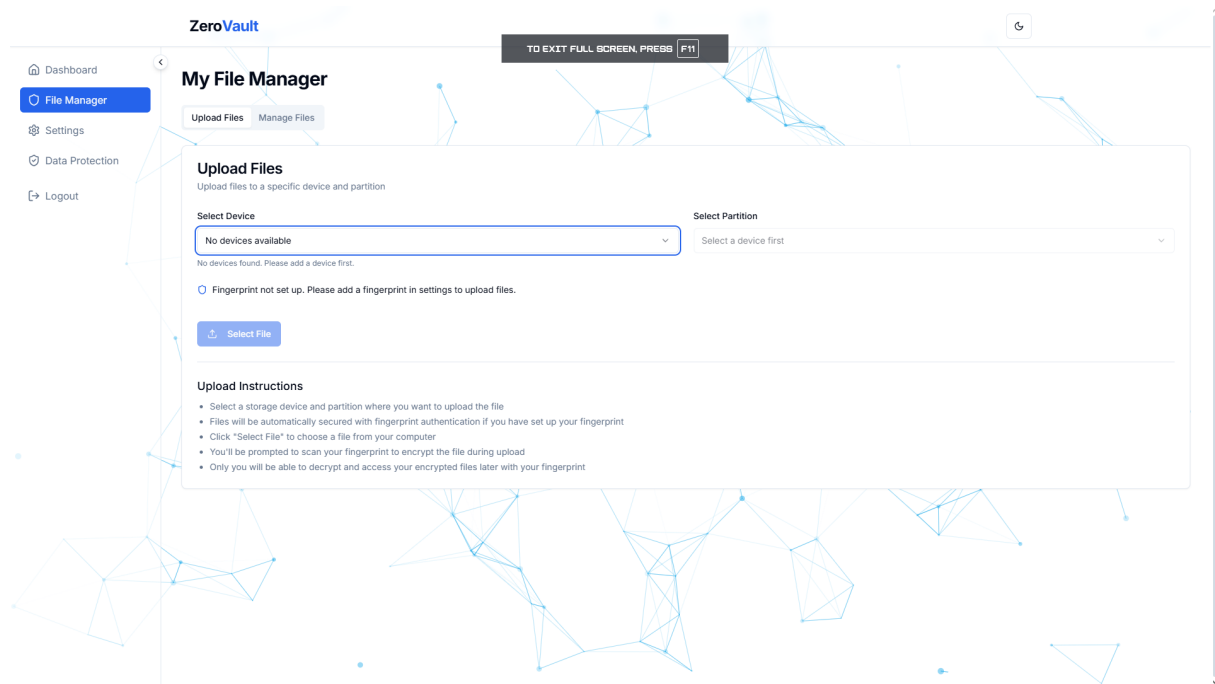 ZeroVault
TO EXIT FULL SCREEN, PRESS F11
Dashboard
File Manager
Settings
Data Protection
Logout
My File Manager
Upload Files Manage Files
Upload Files
Upload files to a specific device and partition
Select Device
No devices available
No devices found. Please add a device first.
Select Partition
Select a device first
Fingerprint not set up. Please add a fingerprint in settings to upload files.
Select File
Upload Instructions
• Select a storage device and partition where you want to upload the file
• Files will be automatically secured with fingerprint authentication if you have set up your fingerprint
• Click "Select File" to choose a file from your computer
• You'll be prompted to scan your fingerprint to encrypt the file during upload
• Only you will be able to decrypt and access your encrypted files later with your fingerprint